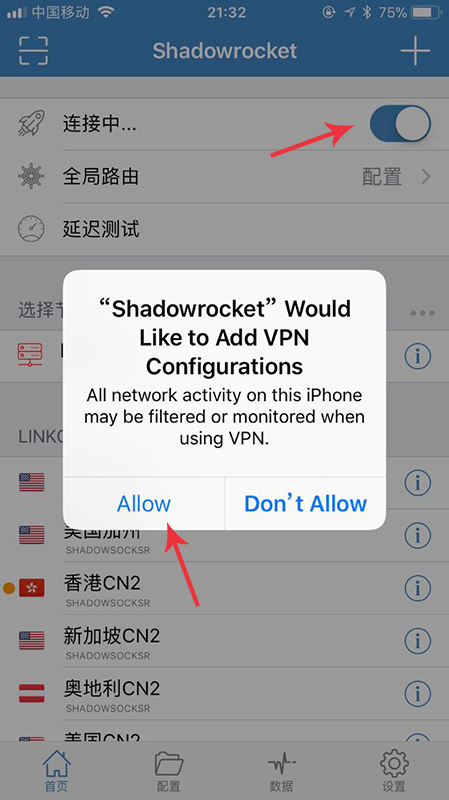 中国移动
21:32
75%
Shadowrocket
连接中...
全局路由
配置
延迟测试
选择节
“Shadowrocket” Would
Like to Add VPN
Configurations
All network activity on this iPhone
may be filtered or monitored when
using VPN.
Allow
Don’t Allow
美国加州
SHADOWSOCKSR
香港CN2
SHADOWSOCKSR
新加坡CN2
SHADOWSOCKSR
奥地利CN2
SHADOWSOCKSR
美国CN2
首页
配置
数据
设置